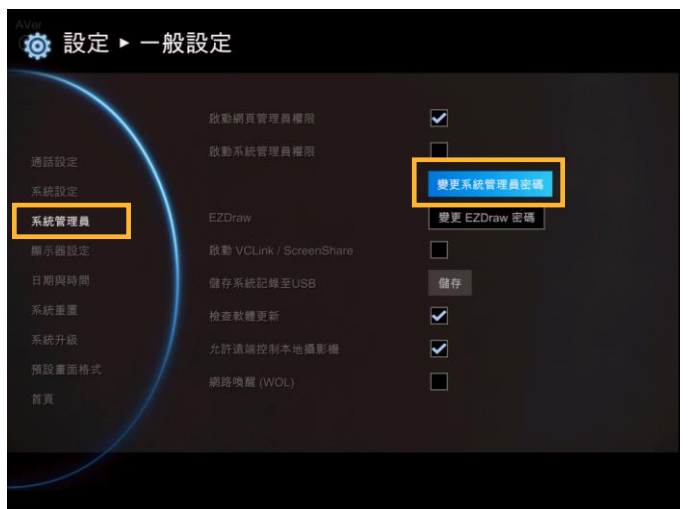 AVer
設定 ▸ 一般設定
啟動網頁管理員權限
啟動系統管理員權限
變更系統管理員密碼
EZDraw
變更 EZDraw 密碼
啟動 VCLink / ScreenShare
儲存系統記錄至USB
儲存
檢查軟體更新
允許遠端控制本地攝影機
網路喚醒 (WOL)
通話設定
系統設定
系統管理員
顯示器設定
日期與時間
系統重置
系統升級
預設畫面格式
首頁